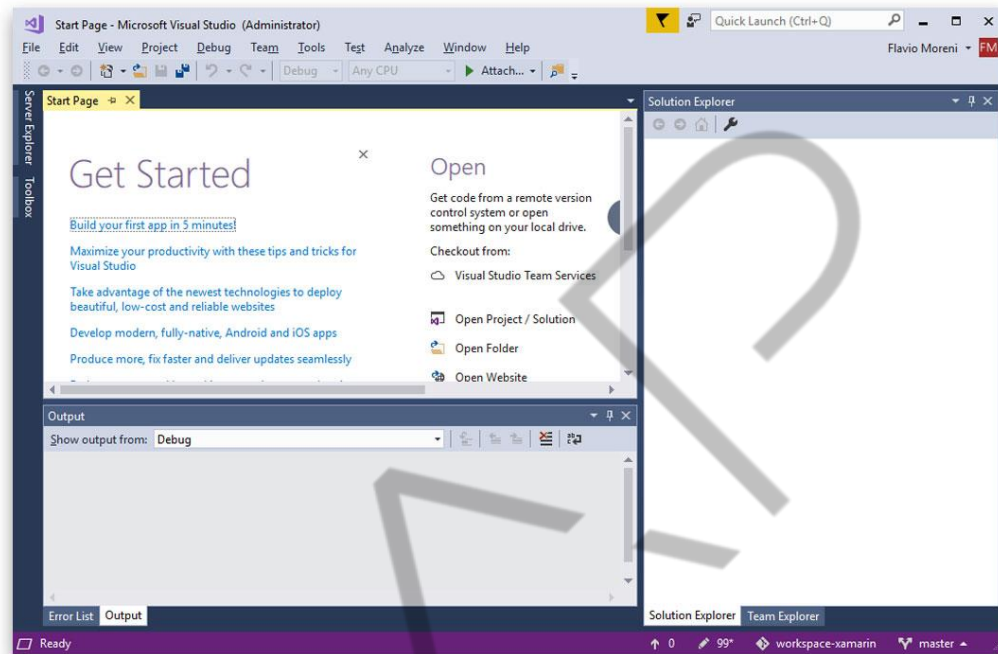 Start Page - Microsoft Visual Studio (Administrator)
Quick Launch (Ctrl+Q)
File Edit View Project Debug Team Tools Test Analyze Window Help
Flavio Moreni FM
Debug Any CPU Attach...
Server Explorer
Toolbox
Start Page
Get Started
Build your first app in 5 minutes!
Maximize your productivity with these tips and tricks for
Visual Studio
Take advantage of the newest technologies to deploy
beautiful, low-cost and reliable websites
Develop modern, fully-native, Android and iOS apps
Produce more, fix faster and deliver updates seamlessly
Open
Get code from a remote version
control system or open
something on your local drive.
Checkout from:
Visual Studio Team Services
Open Project / Solution
Open Folder
Open Website
Output
Show output from: Debug
Error List Output
Solution Explorer
Solution Explorer Team Explorer
Ready
0 99* workspace-xamarin master